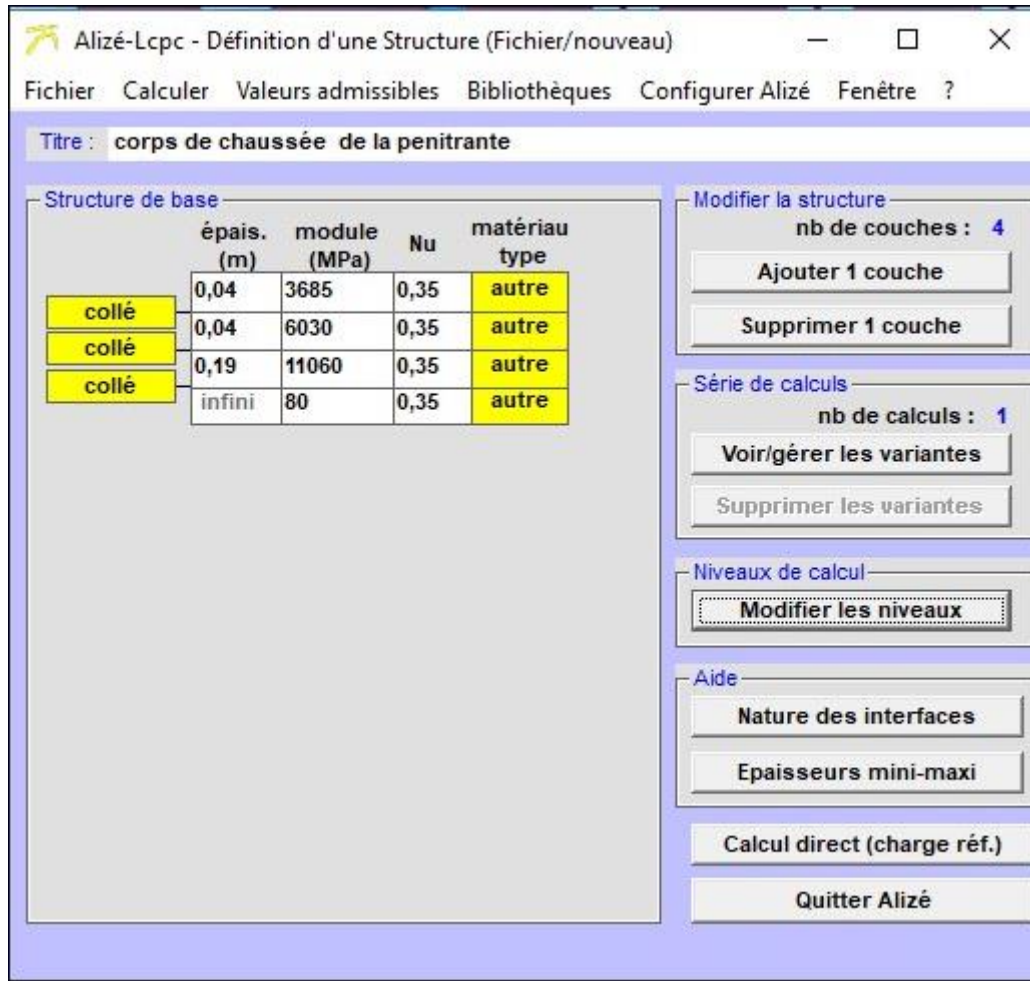 Alizé-Lcpc - Définition d'une Structure (Fichier/nouveau)
Fichier Calculer Valeurs admissibles Bibliothèques Configurer Alizé Fenêtre ?
Titre : corps de chaussée de la penitrante
Structure de base
épais. (m) module (MPa) Nu matériau type
0,04 3685 0,35 autre
collé
0,04 6030 0,35 autre
collé
0,19 11060 0,35 autre
collé
infini 80 0,35 autre
Modifier la structure
nb de couches : 4
Ajouter 1 couche
Supprimer 1 couche
Série de calculs
nb de calculs : 1
Voir/gérer les variantes
Supprimer les variantes
Niveaux de calcul
Modifier les niveaux
Aide
Nature des interfaces
Epaisseurs mini-maxi
Calcul direct (charge réf.)
Quitter Alizé